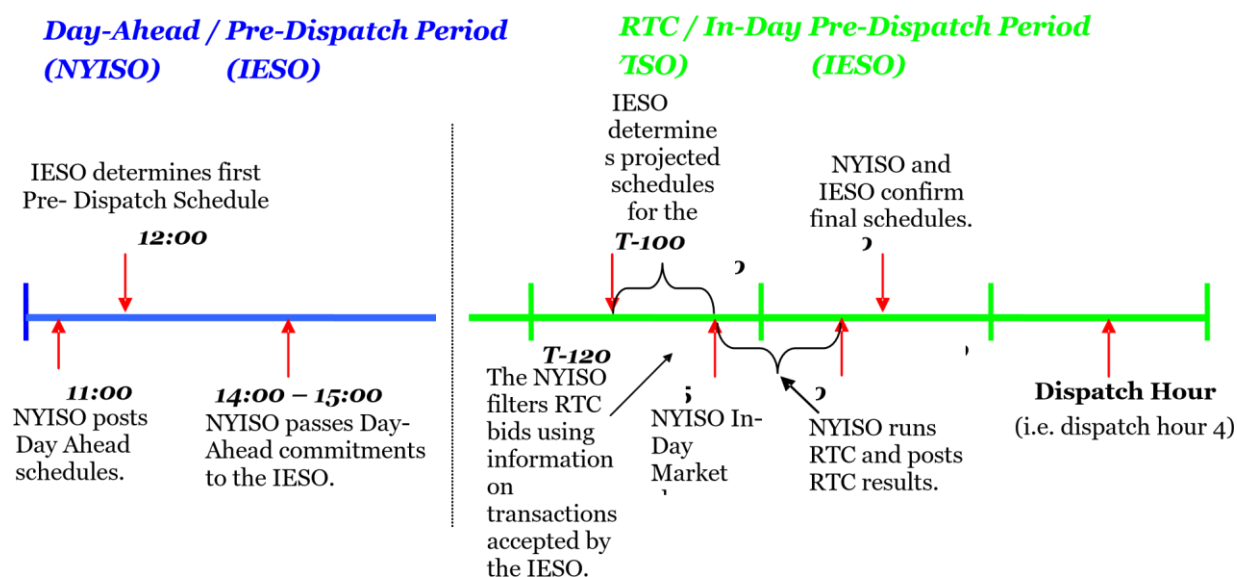 Day-Ahead / Pre-Dispatch Period
(NYISO) (IESO)
RTC / In-Day Pre-Dispatch Period
ISO) (IESO)
IESO
determine
s projected
schedules
for the
T-100
IESO determines first
Pre- Dispatch Schedule
12:00
NYISO and
IESO confirm
final schedules.
11:00
NYISO posts
Day Ahead
schedules.
14:00 – 15:00
NYISO passes Day-
Ahead commitments
to the IESO.
T-120
The NYISO
filters RTC
bids using
information
on
transactions
accepted by
the IESO.
NYISO In-
Day
Market
NYISO runs
RTC and posts
RTC results.
Dispatch Hour
(i.e. dispatch hour 4)